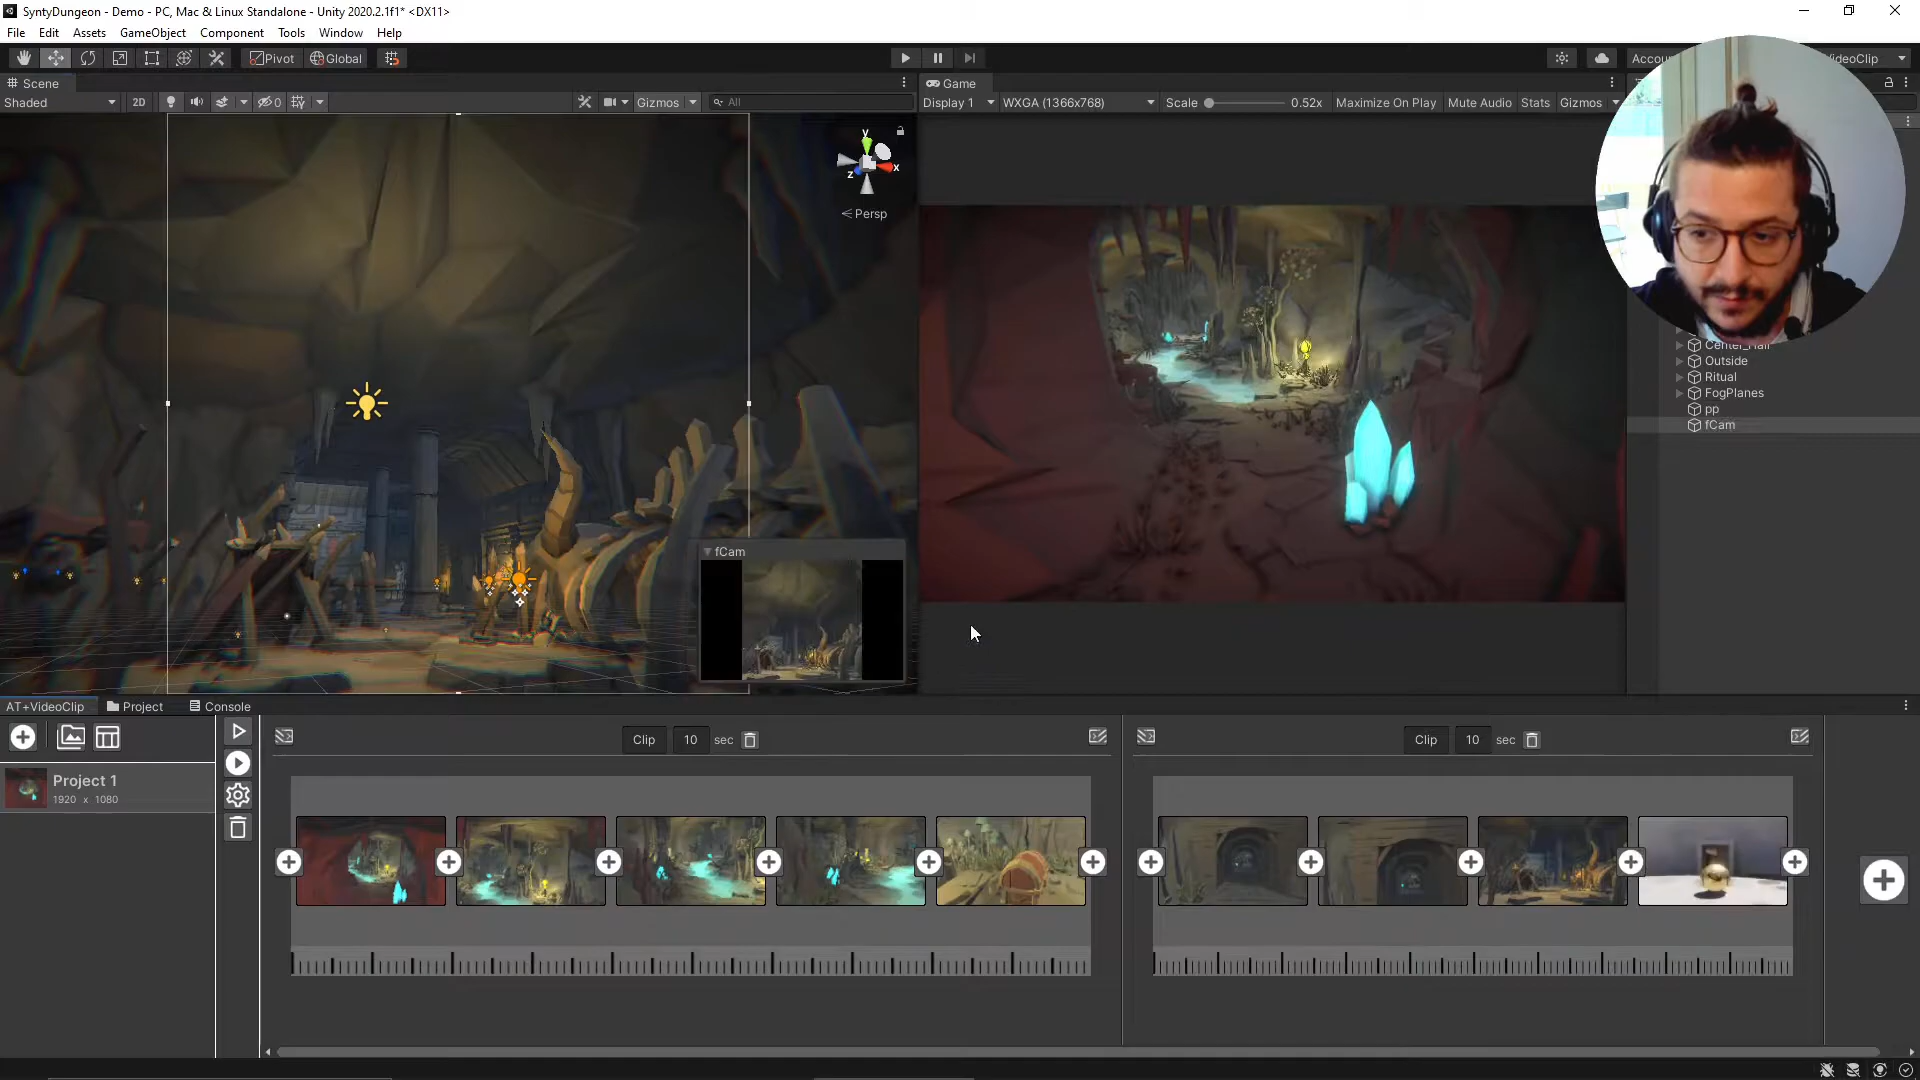 SyntyDungeon - Demo - PC, Mac & Linux Standalone - Unity 2020.2.1f1* <DX11>
File Edit Assets GameObject Component Tools Window Help
Pivot Global
VideoClip
Scene
Game
Shaded 2D 0 Gizmos All
Display 1 WXGA (1366x768) Scale 0.52x Maximize On Play Mute Audio Stats Gizmos
y
x
z
Persp
Center_Hall
Outside
Ritual
FogPlanes
pp
fCam
fCam
AT+VideoClip Project Console
Clip 10 sec
Clip 10 sec
Project 1
1920 x 1080